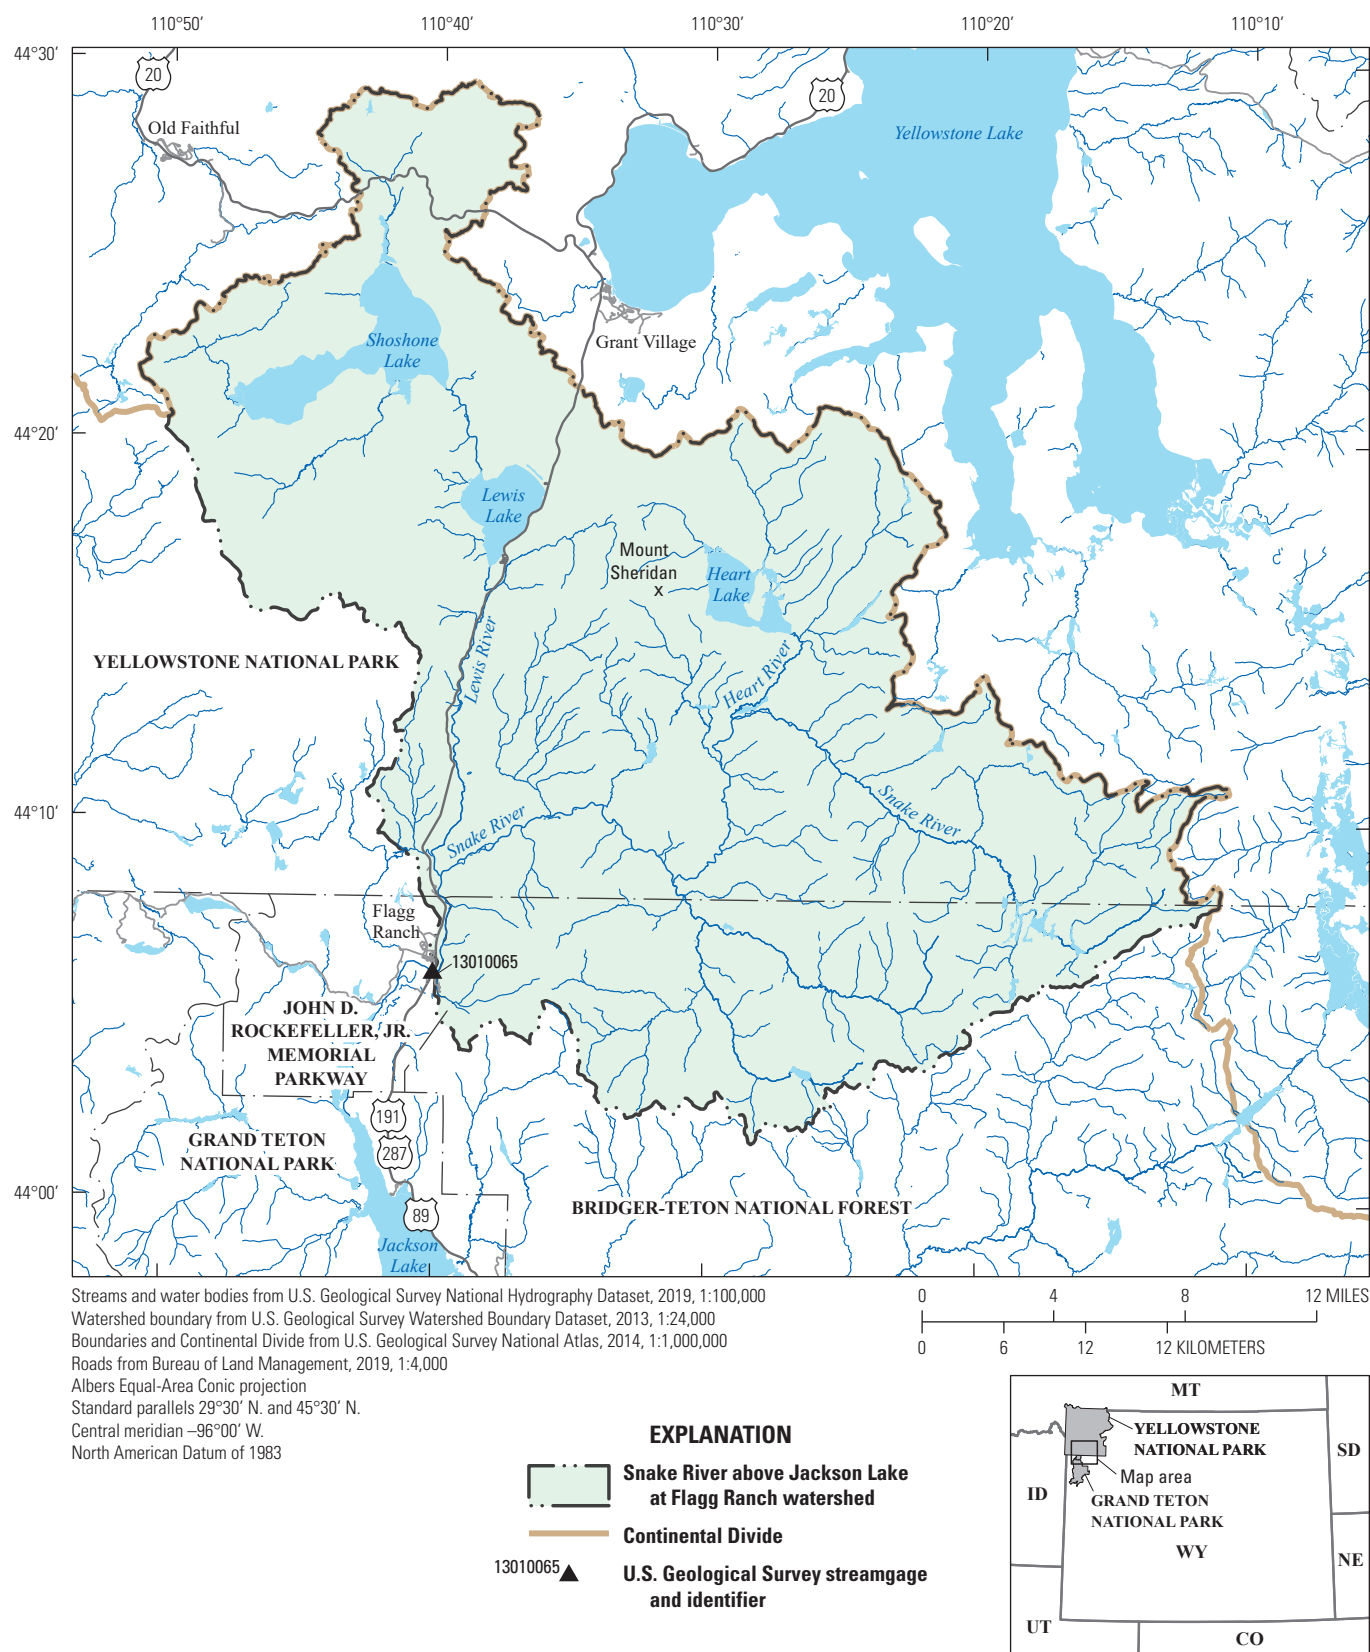 110°50′ 110°40′ 110°30′ 110°20′ 110°10′
44°30′
20
20
Old Faithful
Yellowstone Lake
Shoshone
Lake
Grant Village
44°20′
Lewis
Lake
Mount
Sheridan
x
Heart
Lake
Lewis River
YELLOWSTONE NATIONAL PARK
Heart River
44°10′
Snake River
Snake River
Flagg
Ranch
13010065
JOHN D.
ROCKEFELLER, JR.
MEMORIAL
PARKWAY
191
GRAND TETON
NATIONAL PARK
287
44°00′
BRIDGER-TETON NATIONAL FOREST
89
Jackson
Lake
Streams and water bodies from U.S. Geological Survey National Hydrography Dataset, 2019, 1:100,000
Watershed boundary from U.S. Geological Survey Watershed Boundary Dataset, 2013, 1:24,000
Boundaries and Continental Divide from U.S. Geological Survey National Atlas, 2014, 1:1,000,000
Roads from Bureau of Land Management, 2019, 1:4,000
Albers Equal-Area Conic projection
Standard parallels 29°30′ N. and 45°30′ N.
Central meridian –96°00′ W.
North American Datum of 1983
0 4 8 12 MILES
0 6 12 12 KILOMETERS
EXPLANATION
Snake River above Jackson Lake
at Flagg Ranch watershed
Continental Divide
13010065
U.S. Geological Survey streamgage
and identifier
MT
YELLOWSTONE
NATIONAL PARK
SD
Map area
ID
GRAND TETON
NATIONAL PARK
WY
NE
UT
CO